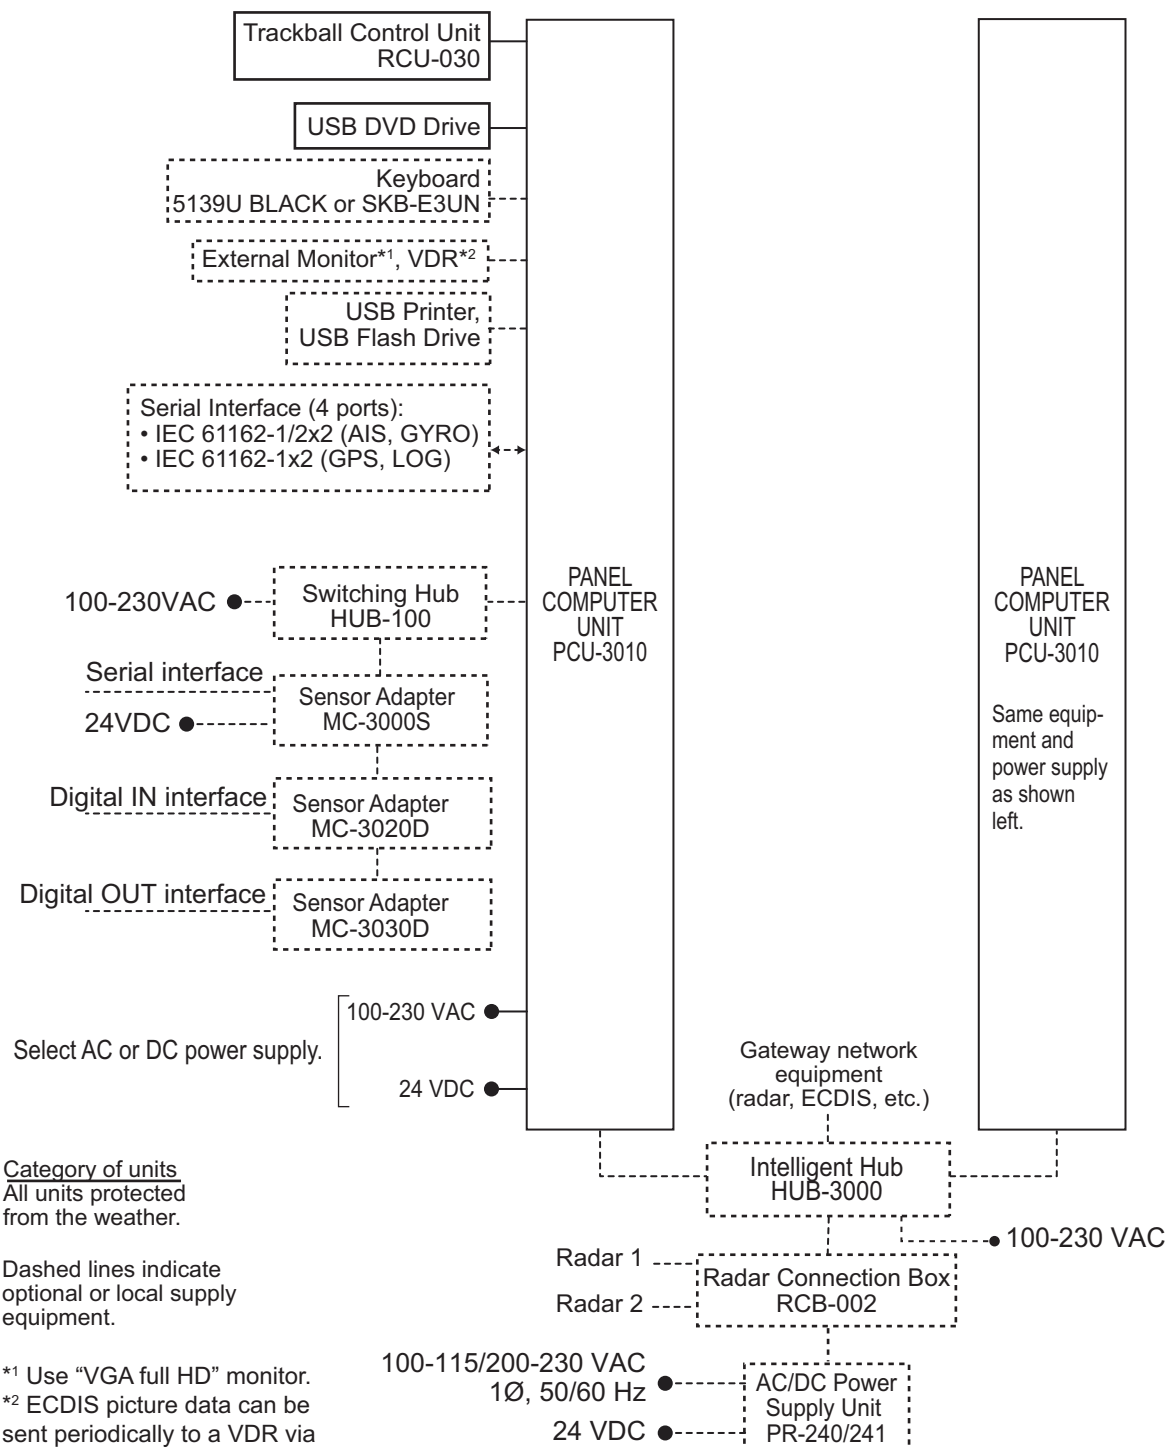 Trackball Control Unit
RCU-030
USB DVD Drive
Keyboard
5139U BLACK or SKB-E3UN
External Monitor*1, VDR*2
USB Printer,
USB Flash Drive
Serial Interface (4 ports):
• IEC 61162-1/2x2 (AIS, GYRO)
• IEC 61162-1x2 (GPS, LOG)
100-230VAC
Switching Hub
HUB-100
Serial interface
24VDC
Sensor Adapter
MC-3000S
Digital IN interface
Sensor Adapter
MC-3020D
Digital OUT interface
Sensor Adapter
MC-3030D
PANEL
COMPUTER
UNIT
PCU-3010
PANEL
COMPUTER
UNIT
PCU-3010
Same equip-
ment and
power supply
as shown
left.
100-230 VAC
Select AC or DC power supply.
24 VDC
Gateway network
equipment
(radar, ECDIS, etc.)
Intelligent Hub
HUB-3000
100-230 VAC
Radar 1
Radar 2
Radar Connection Box
RCB-002
100-115/200-230 VAC
1Ø, 50/60 Hz
24 VDC
AC/DC Power
Supply Unit
PR-240/241
Category of units
All units protected
from the weather.
Dashed lines indicate
optional or local supply
equipment.
*1 Use “VGA full HD” monitor.
*2 ECDIS picture data can be
sent periodically to a VDR via